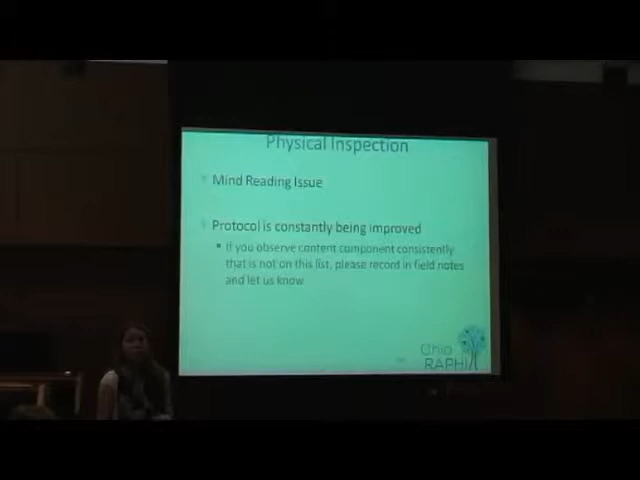 Physical Inspection
Mind Reading Issue
Protocol is constantly being improved
If you observe content component consistently
that is not on this list, please record in field notes
and let us know
Ohio
RAPHI